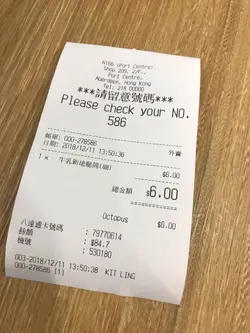 N186 (Port Centre)
Shop 209, 2/F.,
Port Centre,
Aberdeen, Hong Kong
Tel: 218 00000
***請留意號碼***
Please check your NO.
586
帳單: 000-278586
日期: 2018/12/11 13:50:36 外賣
1 x $6.00
總金額 $6.00
Octopus $6.00
八達通卡號碼 : 79770614
餘額 : $84.7
機號 : 530180
003-2018/12/11 13:50:38 KIT LING
000-278586 [1]